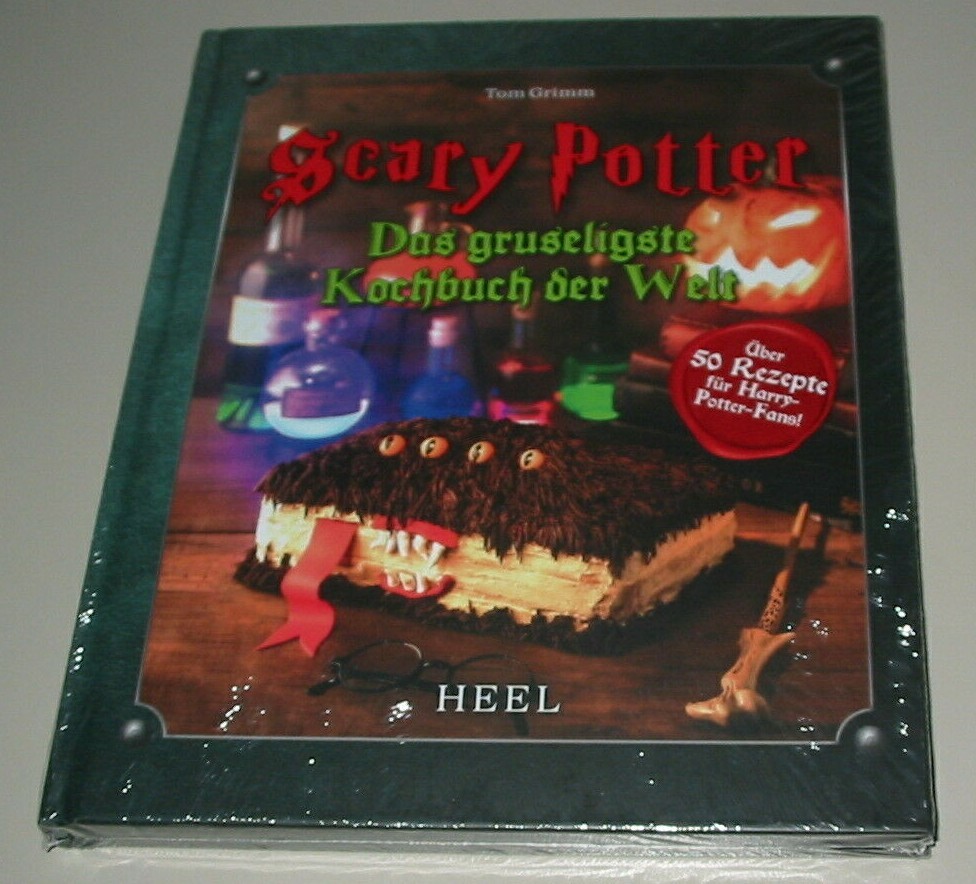 Tom Grimm
Scary Potter
Das gruseligste
Kochbuch der Welt
Über
50 Rezepte
für Harry-
Potter-Fans!
HEEL